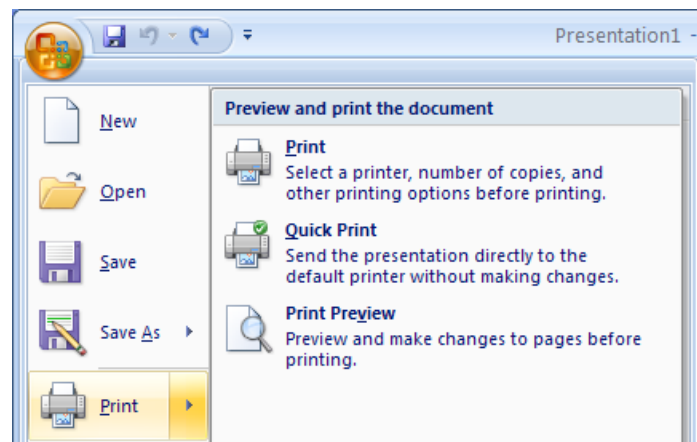 Presentation1 -
New
Open
Save
Save As
Print
Preview and print the document
Print
Select a printer, number of copies, and
other printing options before printing.
Quick Print
Send the presentation directly to the
default printer without making changes.
Print Preview
Preview and make changes to pages before
printing.